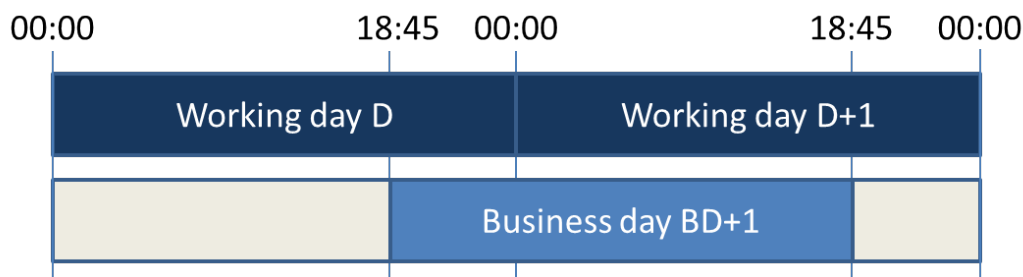 00:00 18:45 00:00 18:45 00:00
Working day D Working day D+1
Business day BD+1